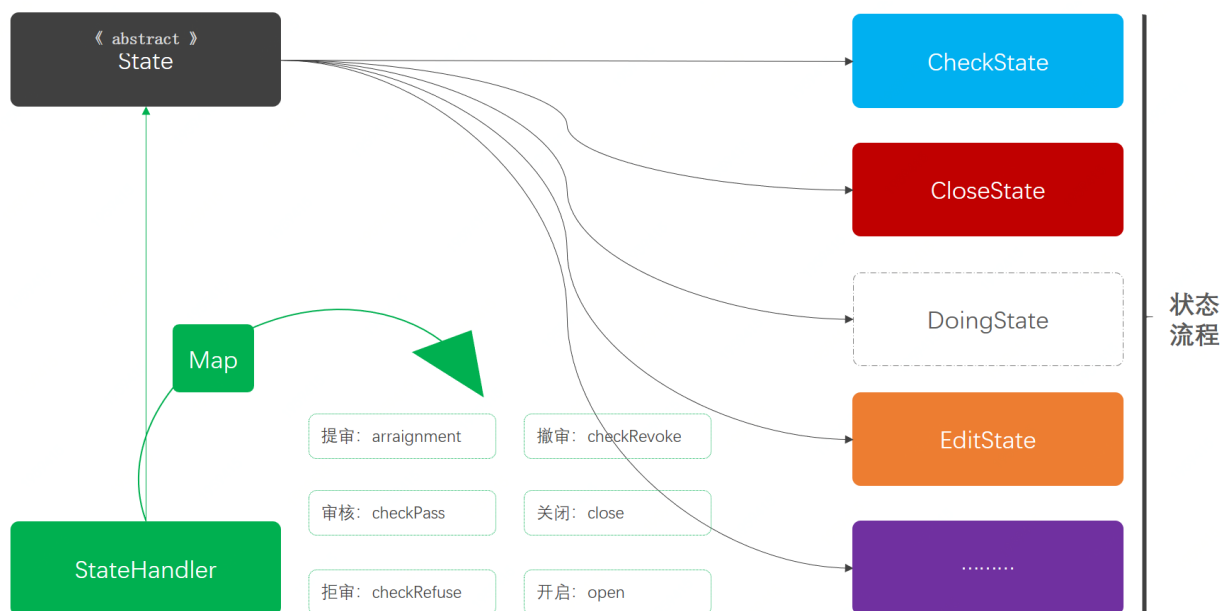 《 abstract 》
State
CheckState
CloseState
DoingState
EditState
………
状态
流程
Map
StateHandler
提审：arraignment
撤审：checkRevoke
审核：checkPass
关闭：close
拒审：checkRefuse
开启：open